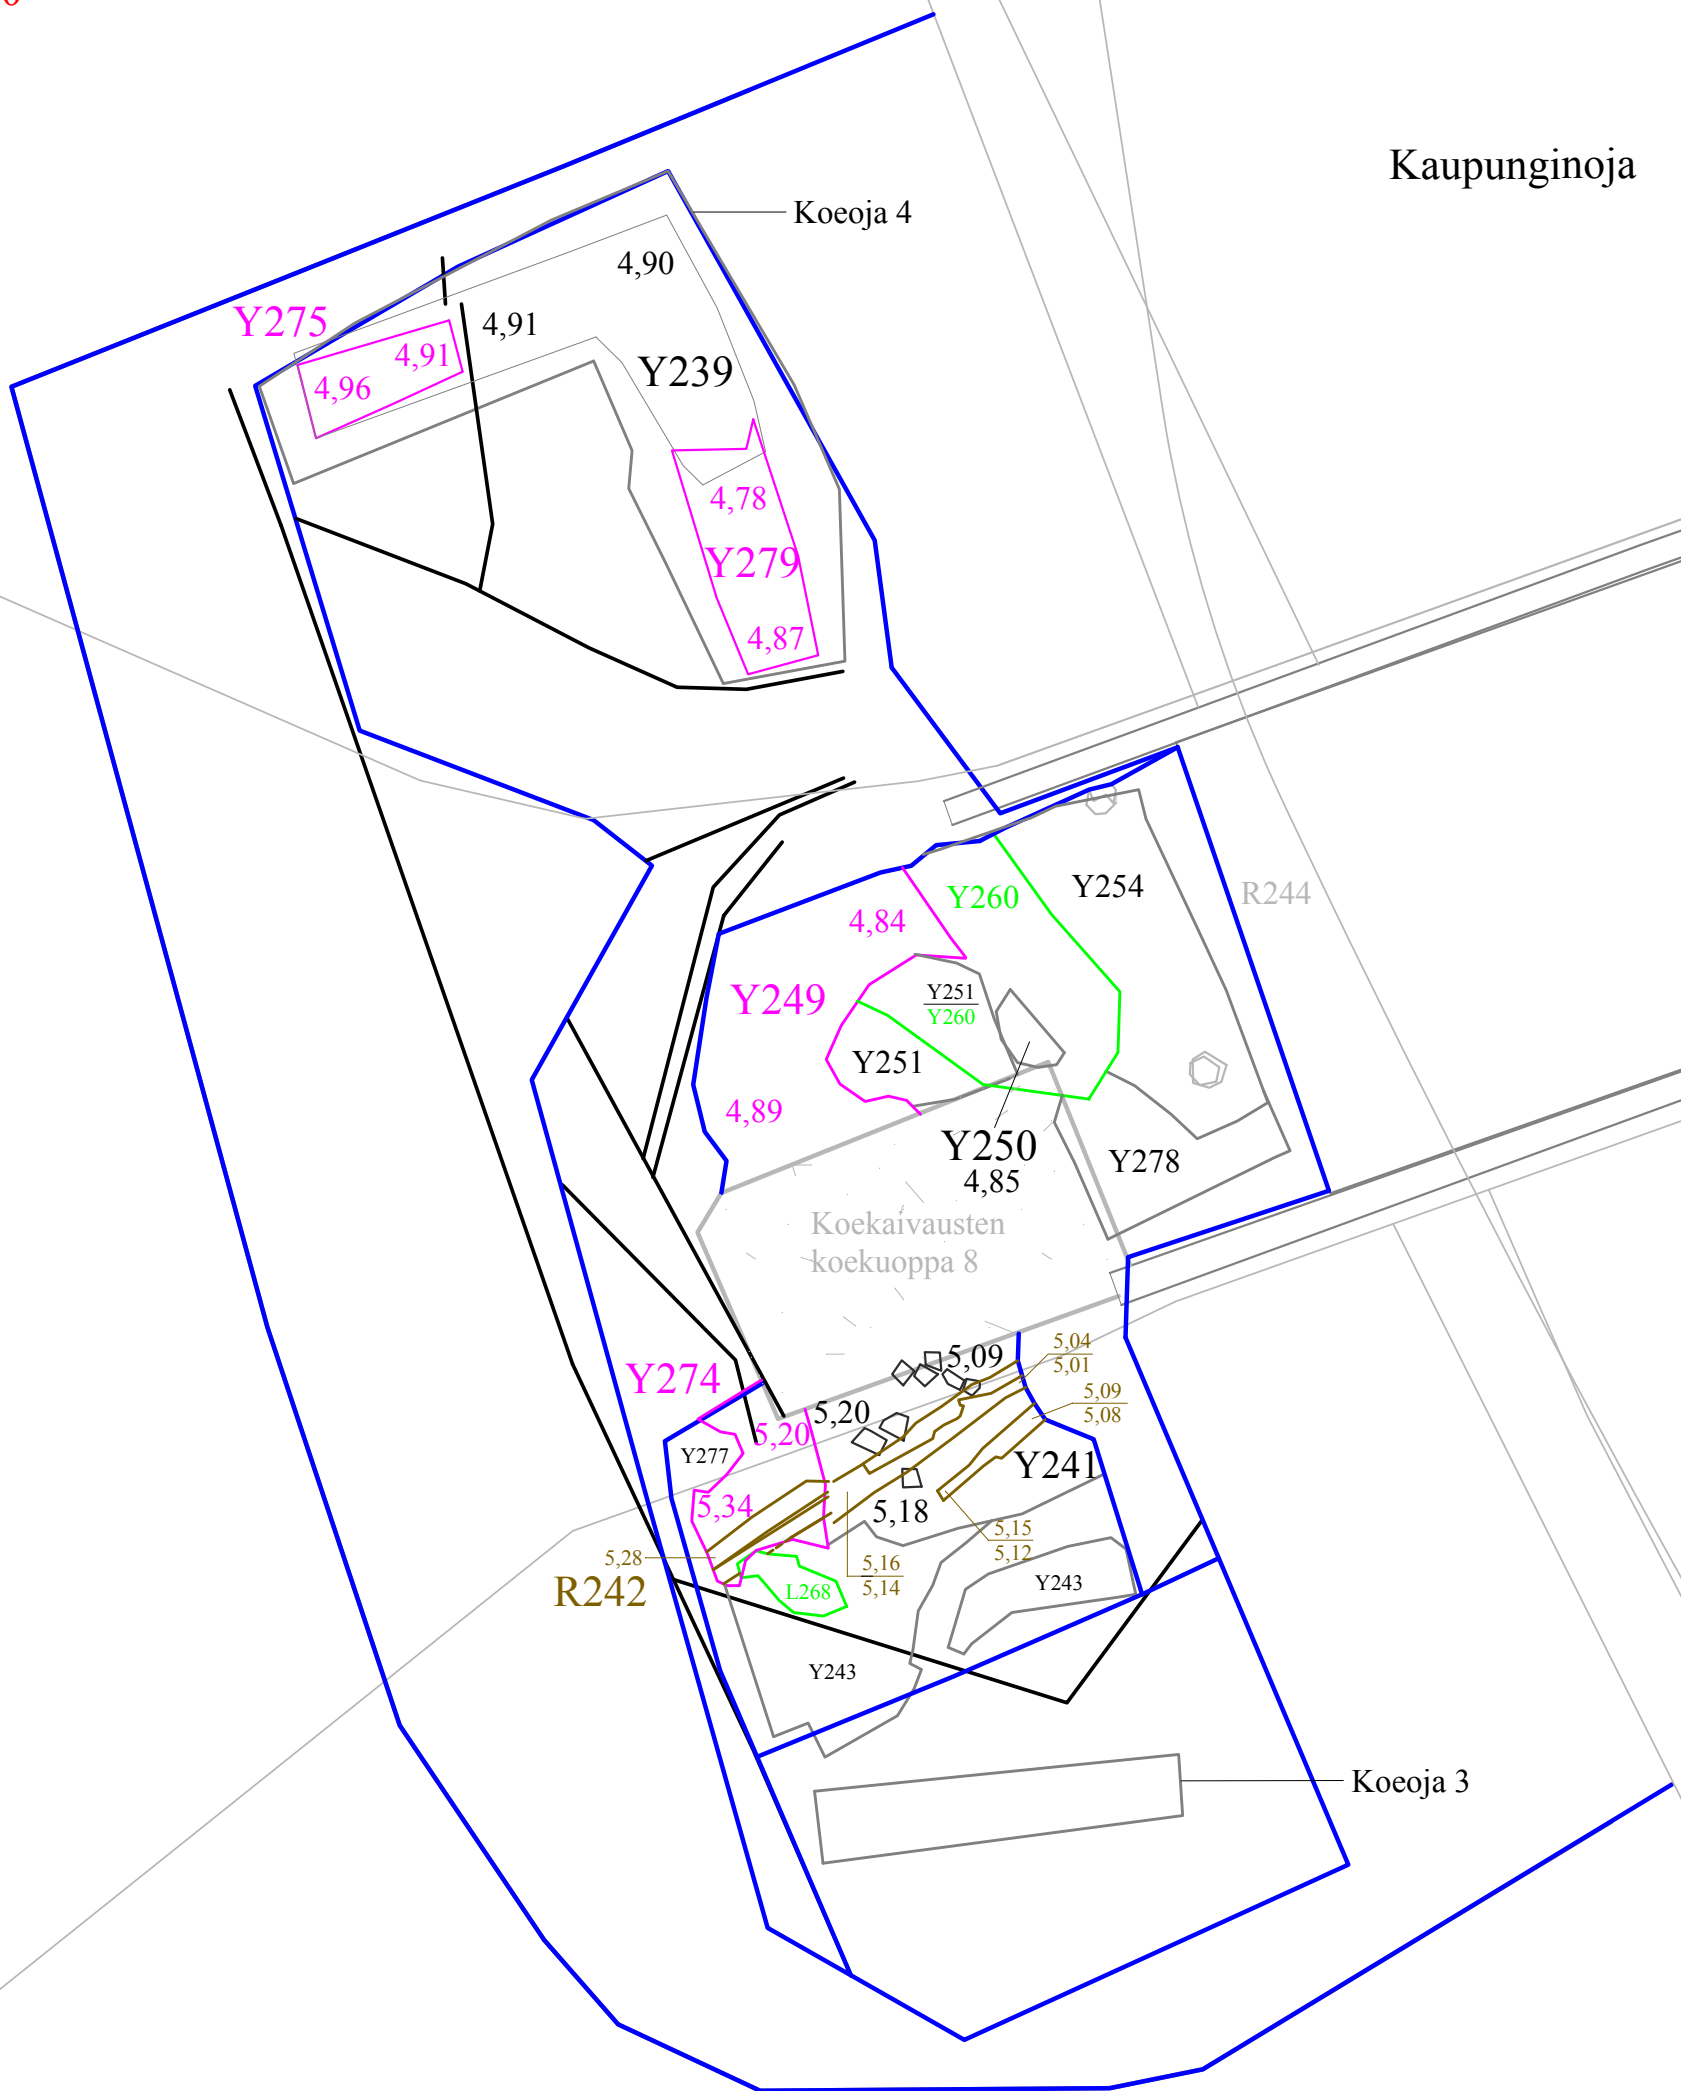 Kaupunginoja
Koeoja 4
4,90
Y275
4,91
4,91
4,96
Y239
4,78
Y279
4,87
Y254
R244
Y260
4,84
Y249
Y251
Y260
Y251
4,89
Y250
4,85
Y278
Koekaivausten
koekuoppa 8
5,04
5,01
5,09
Y274
5,09
5,08
5,20
5,20
Y277
Y241
5,34
5,18
5,15
5,12
5,28
5,16
5,14
R242
L268
Y243
Y243
Koeoja 3